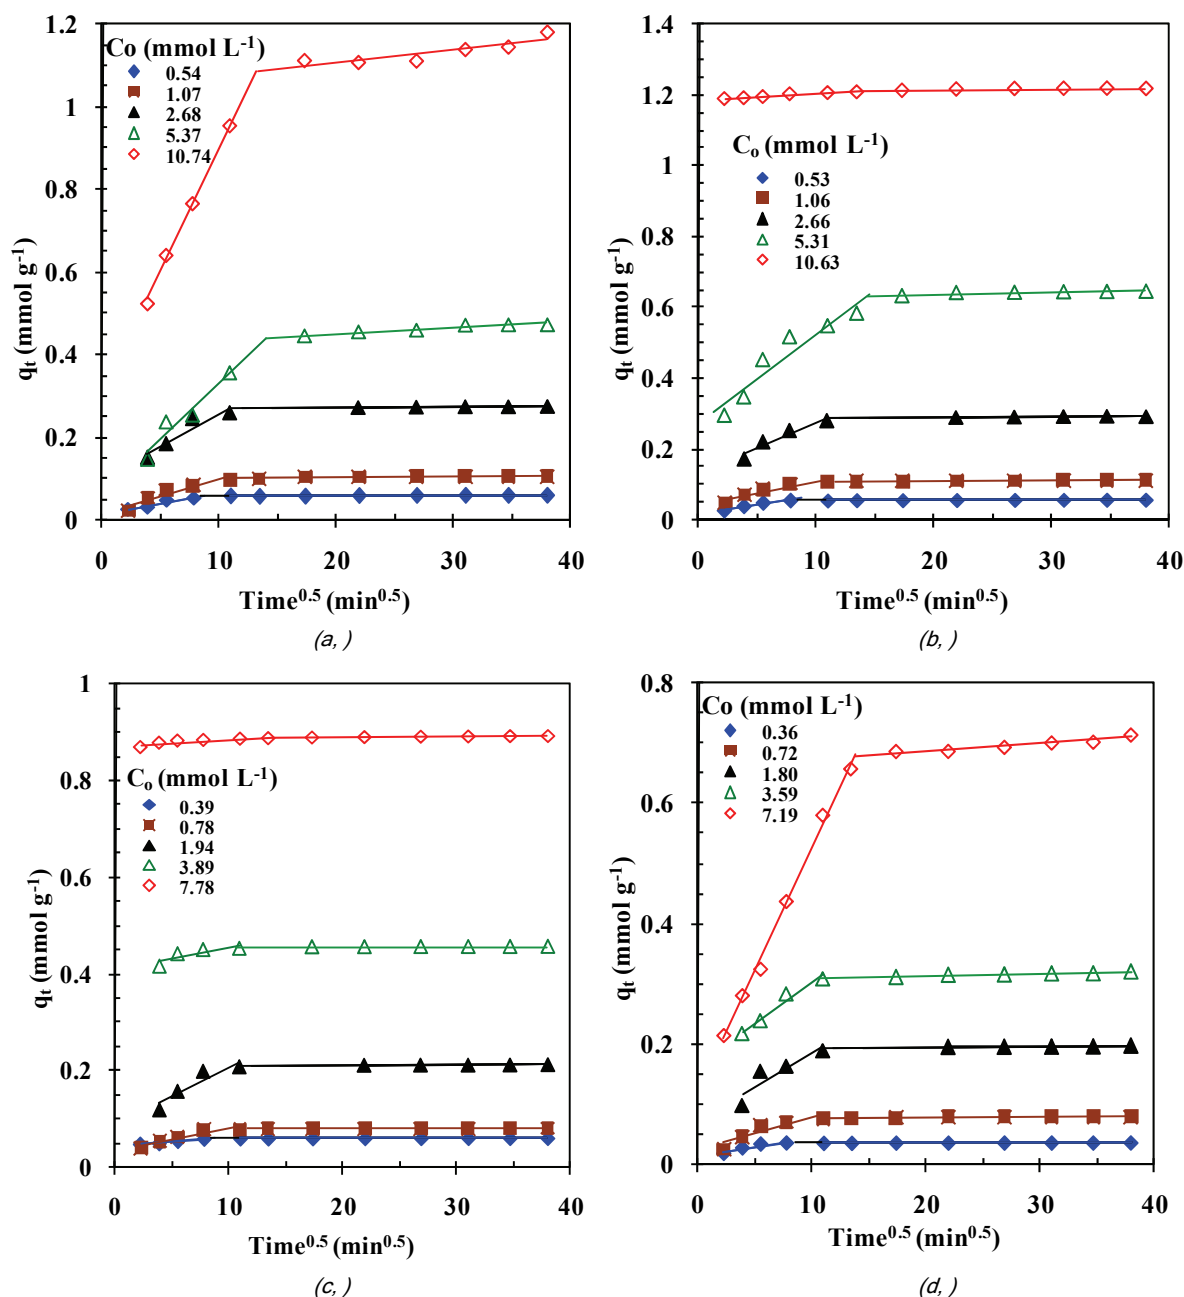 1.2
1
0.8
0.6
0.4
0.2
0
qt (mmol g-1)
Co (mmol L-1)
0.54
1.07
2.68
5.37
10.74
0 10 20 30 40
Time0.5 (min0.5)
(a, )
1.4
1.2
1
0.8
0.6
0.4
0.2
0
qt (mmol g-1)
Co (mmol L-1)
0.53
1.06
2.66
5.31
10.63
0 10 20 30 40
Time0.5 (min0.5)
(b, )
1
0.8
0.6
0.4
0.2
0
qt (mmol g-1)
Co (mmol L-1)
0.39
0.78
1.94
3.89
7.78
0 10 20 30 40
Time0.5 (min0.5)
(c, )
0.8
0.6
0.4
0.2
0
qt (mmol g-1)
Co (mmol L-1)
0.36
0.72
1.80
3.59
7.19
0 10 20 30 40
Time0.5 (min0.5)
(d, )